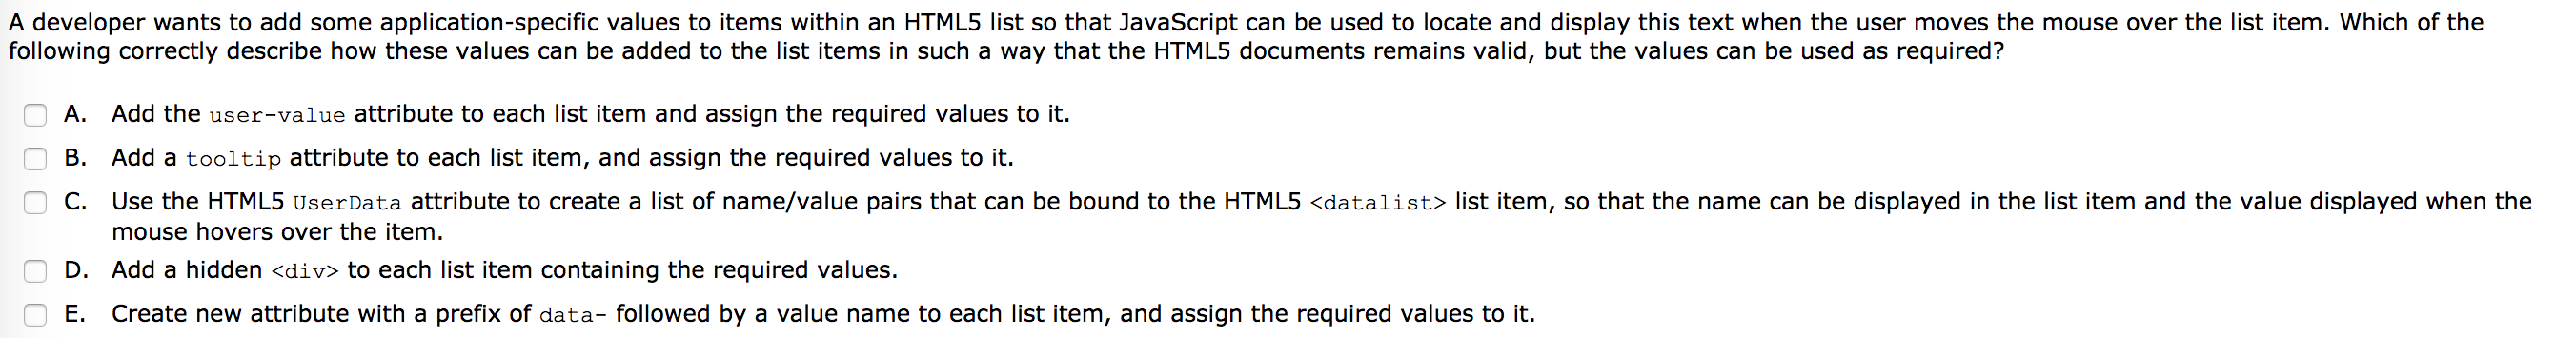 A developer wants to add some application-specific values to items within an HTML5 list so that JavaScript can be used to locate and display this text when the user moves the mouse over the list item. Which of the
following correctly describe how these values can be added to the list items in such a way that the HTML5 documents remains valid, but the values can be used as required?
A. Add the user-value attribute to each list item and assign the required values to it.
B. Add a tooltip attribute to each list item, and assign the required values to it.
C. Use the HTML5 UserData attribute to create a list of name/value pairs that can be bound to the HTML5 <datalist> list item, so that the name can be displayed in the list item and the value displayed when the
mouse hovers over the item.
D. Add a hidden <div> to each list item containing the required values.
E. Create new attribute with a prefix of data- followed by a value name to each list item, and assign the required values to it.